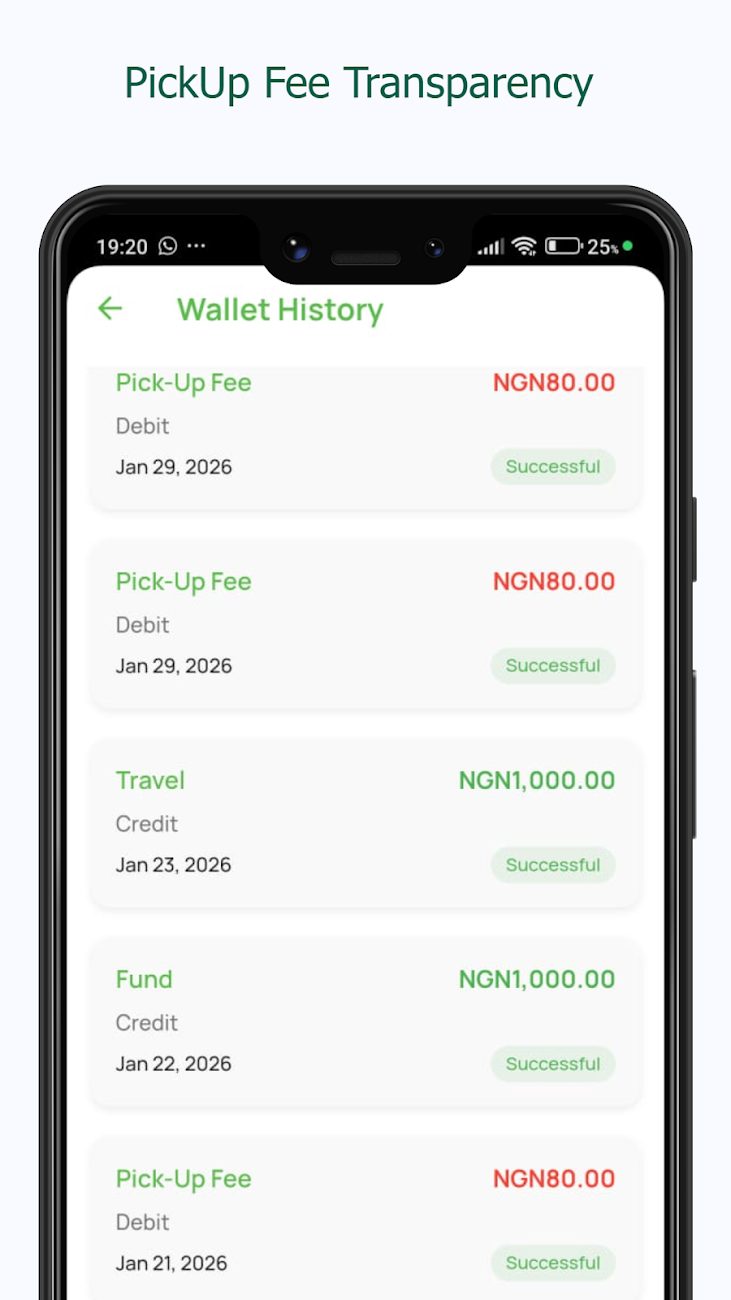 PickUp Fee Transparency
19:20 ... 25%
Wallet History
Pick-Up Fee NGN80.00
Debit
Jan 29, 2026 Successful
Pick-Up Fee NGN80.00
Debit
Jan 29, 2026 Successful
Travel NGN1,000.00
Credit
Jan 23, 2026 Successful
Fund NGN1,000.00
Credit
Jan 22, 2026 Successful
Pick-Up Fee NGN80.00
Debit
Jan 21, 2026 Successful